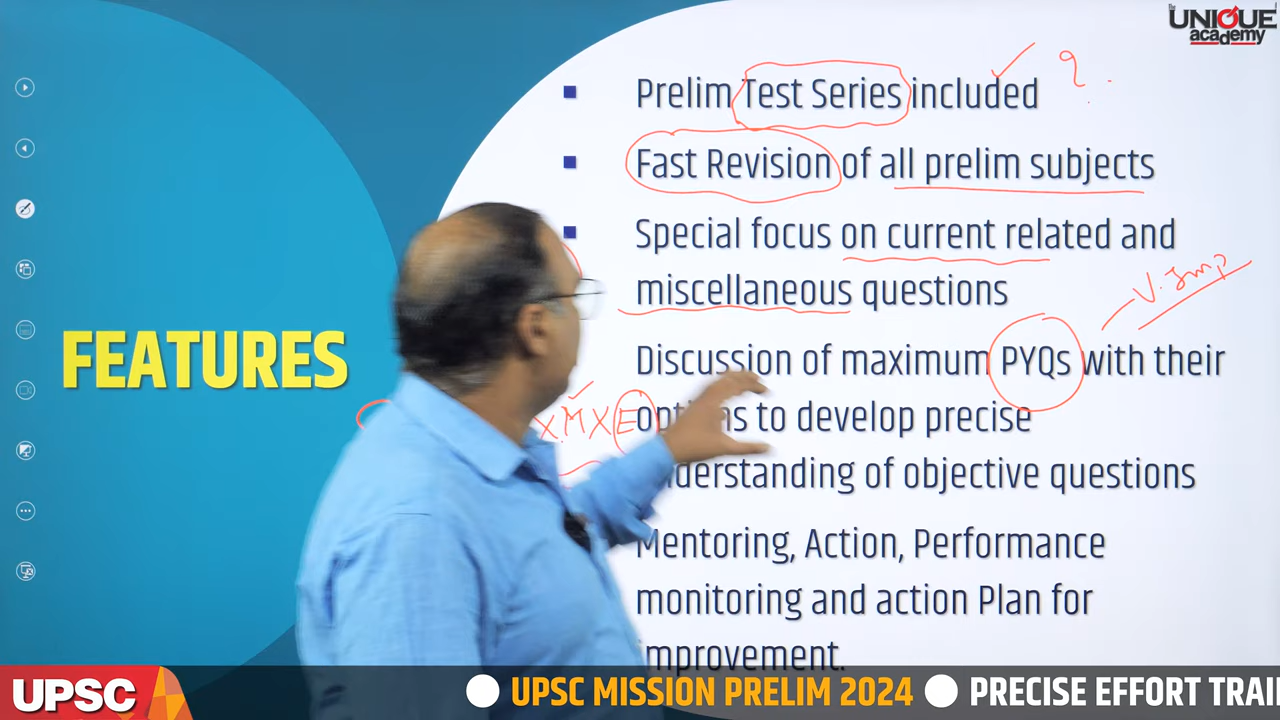 The
UNIQUE
academy
Prelim Test Series included
Fast Revision of all prelim subjects
Special focus on current related and
miscellaneous questions
V. Imp
Discussion of maximum PYQs with their
to develop precise
understanding of objective questions
Mentoring, Action, Performance
monitoring and action Plan for
improvement.
FEATURES
X M X E
UPSC
UPSC MISSION PRELIM 2024
PRECISE EFFORT TRAI